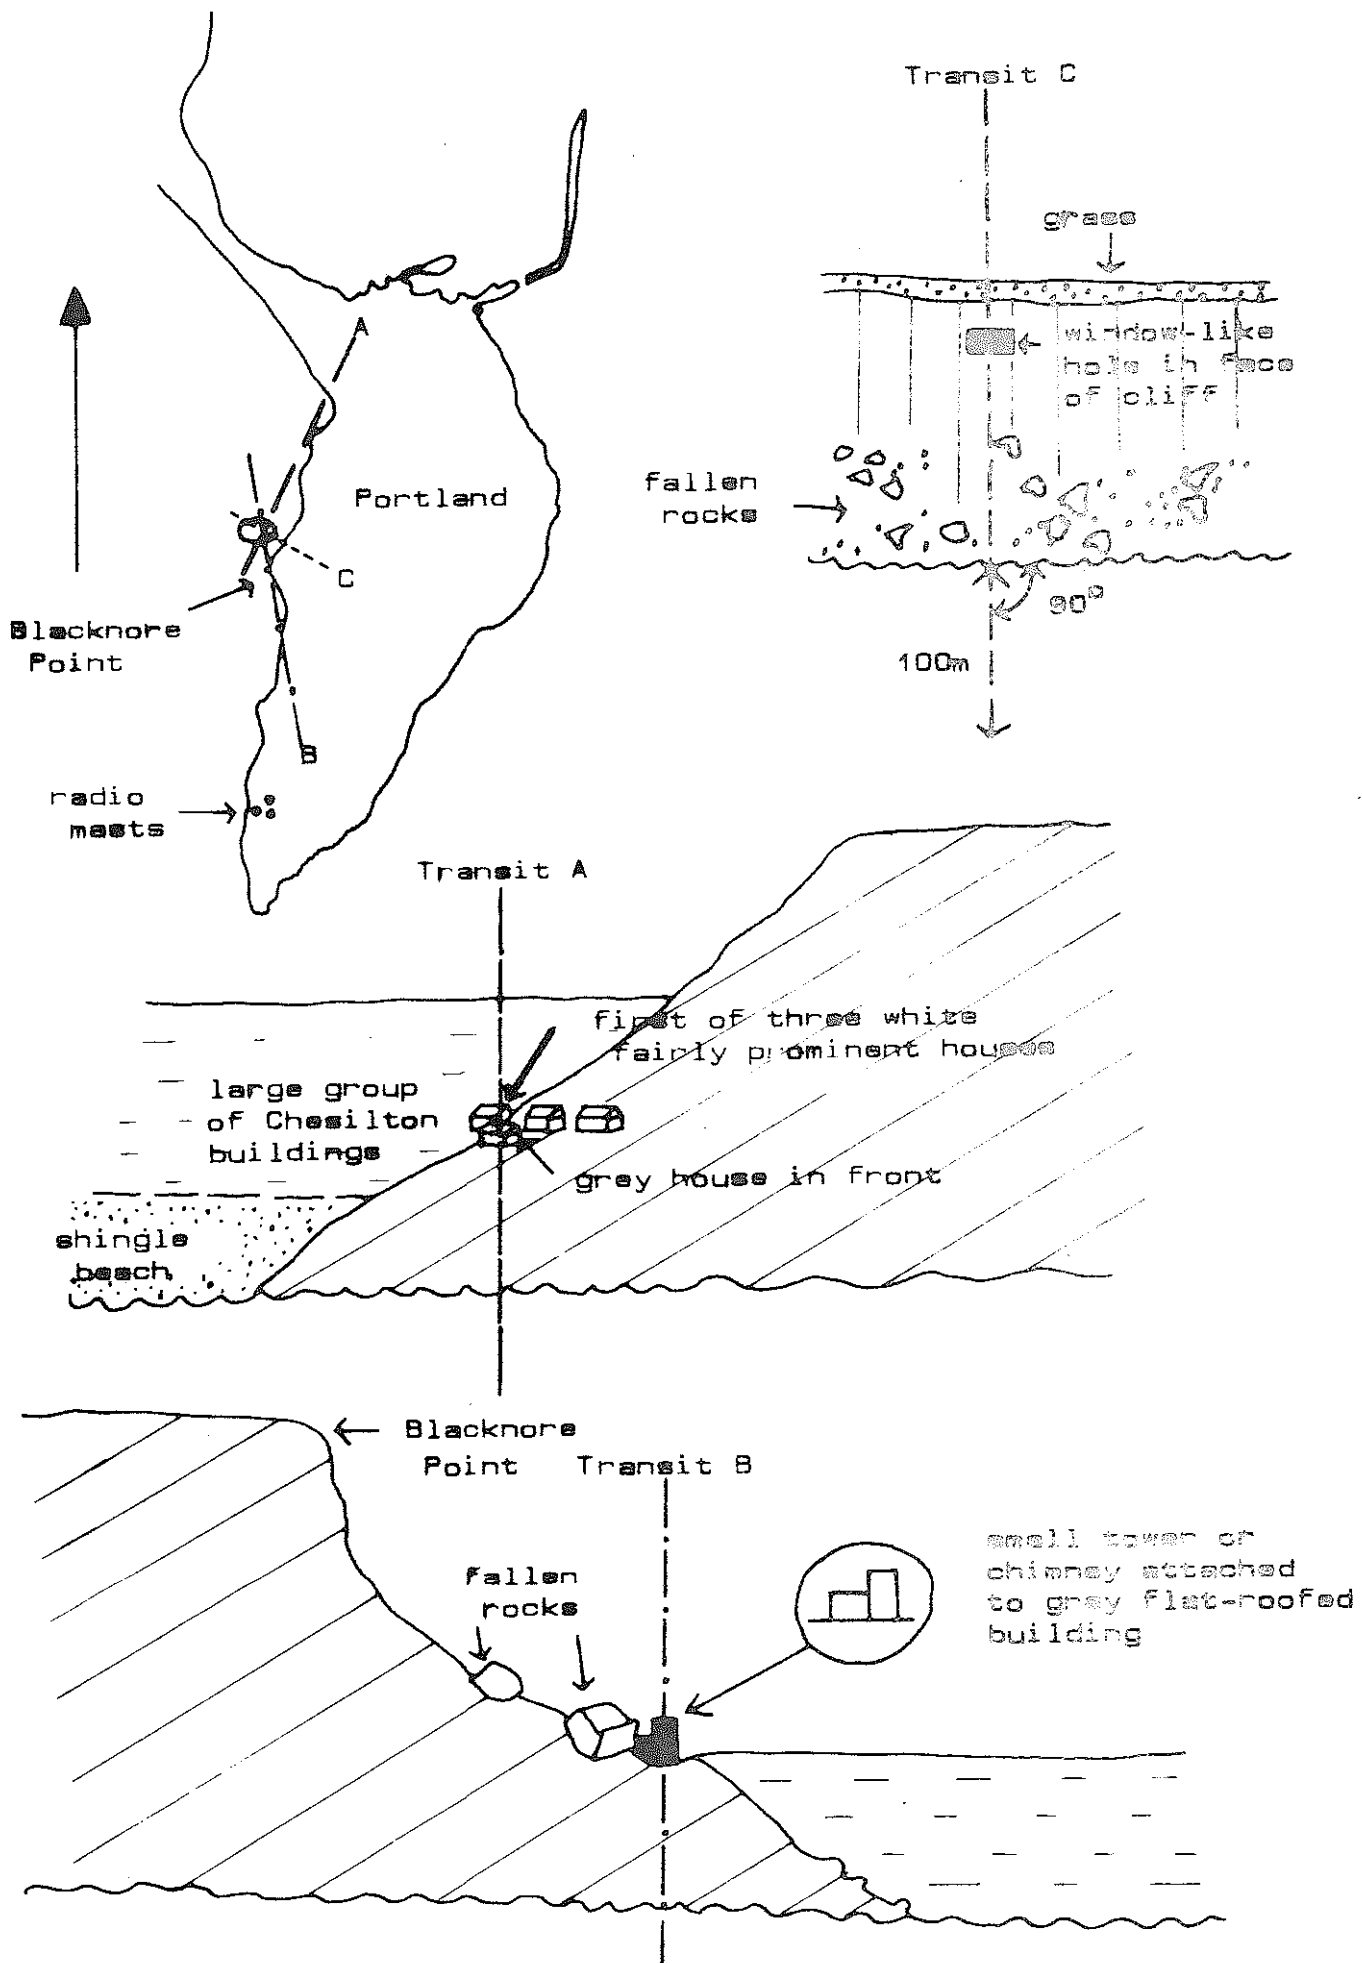 Transit C
grass
window-like
hole in face
of cliff
fallen
rocks
90°
100m
A
Portland
C
Blacknore
Point
B
radio
masts
Transit A
first of three white
fairly prominent houses
large group
of Chesilton
buildings
grey house in front
shingle
beach
Blacknore
Point
Transit B
fallen
rocks
small tower or
chimney attached
to grey flat-roofed
building